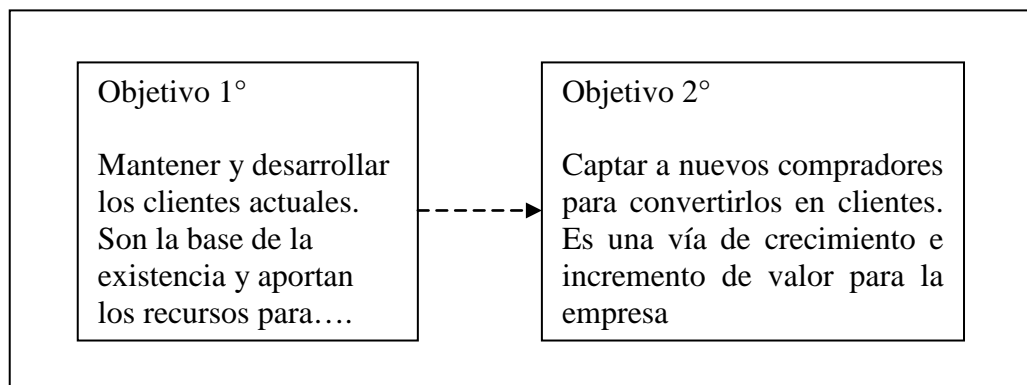 Objetivo 1°
Mantener y desarrollar
los clientes actuales.
Son la base de la
existencia y aportan
los recursos para….
Objetivo 2°
Captar a nuevos compradores
para convertirlos en clientes.
Es una vía de crecimiento e
incremento de valor para la
empresa